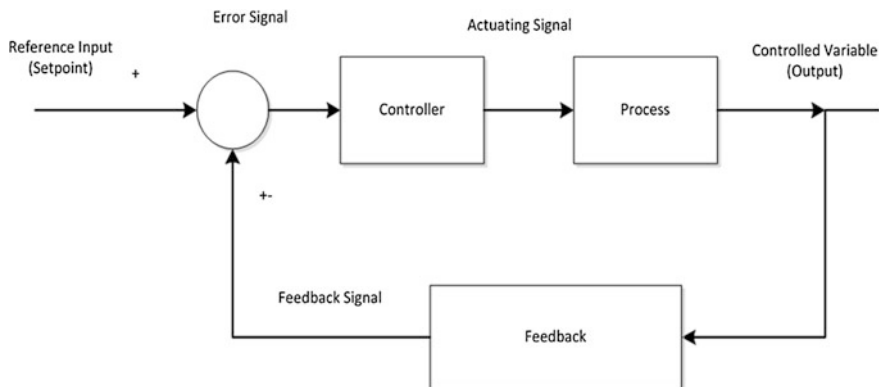 Error Signal
Actuating Signal
Reference Input
(Setpoint)
Controlled Variable
(Output)
+
Controller
Process
+-
Feedback Signal
Feedback